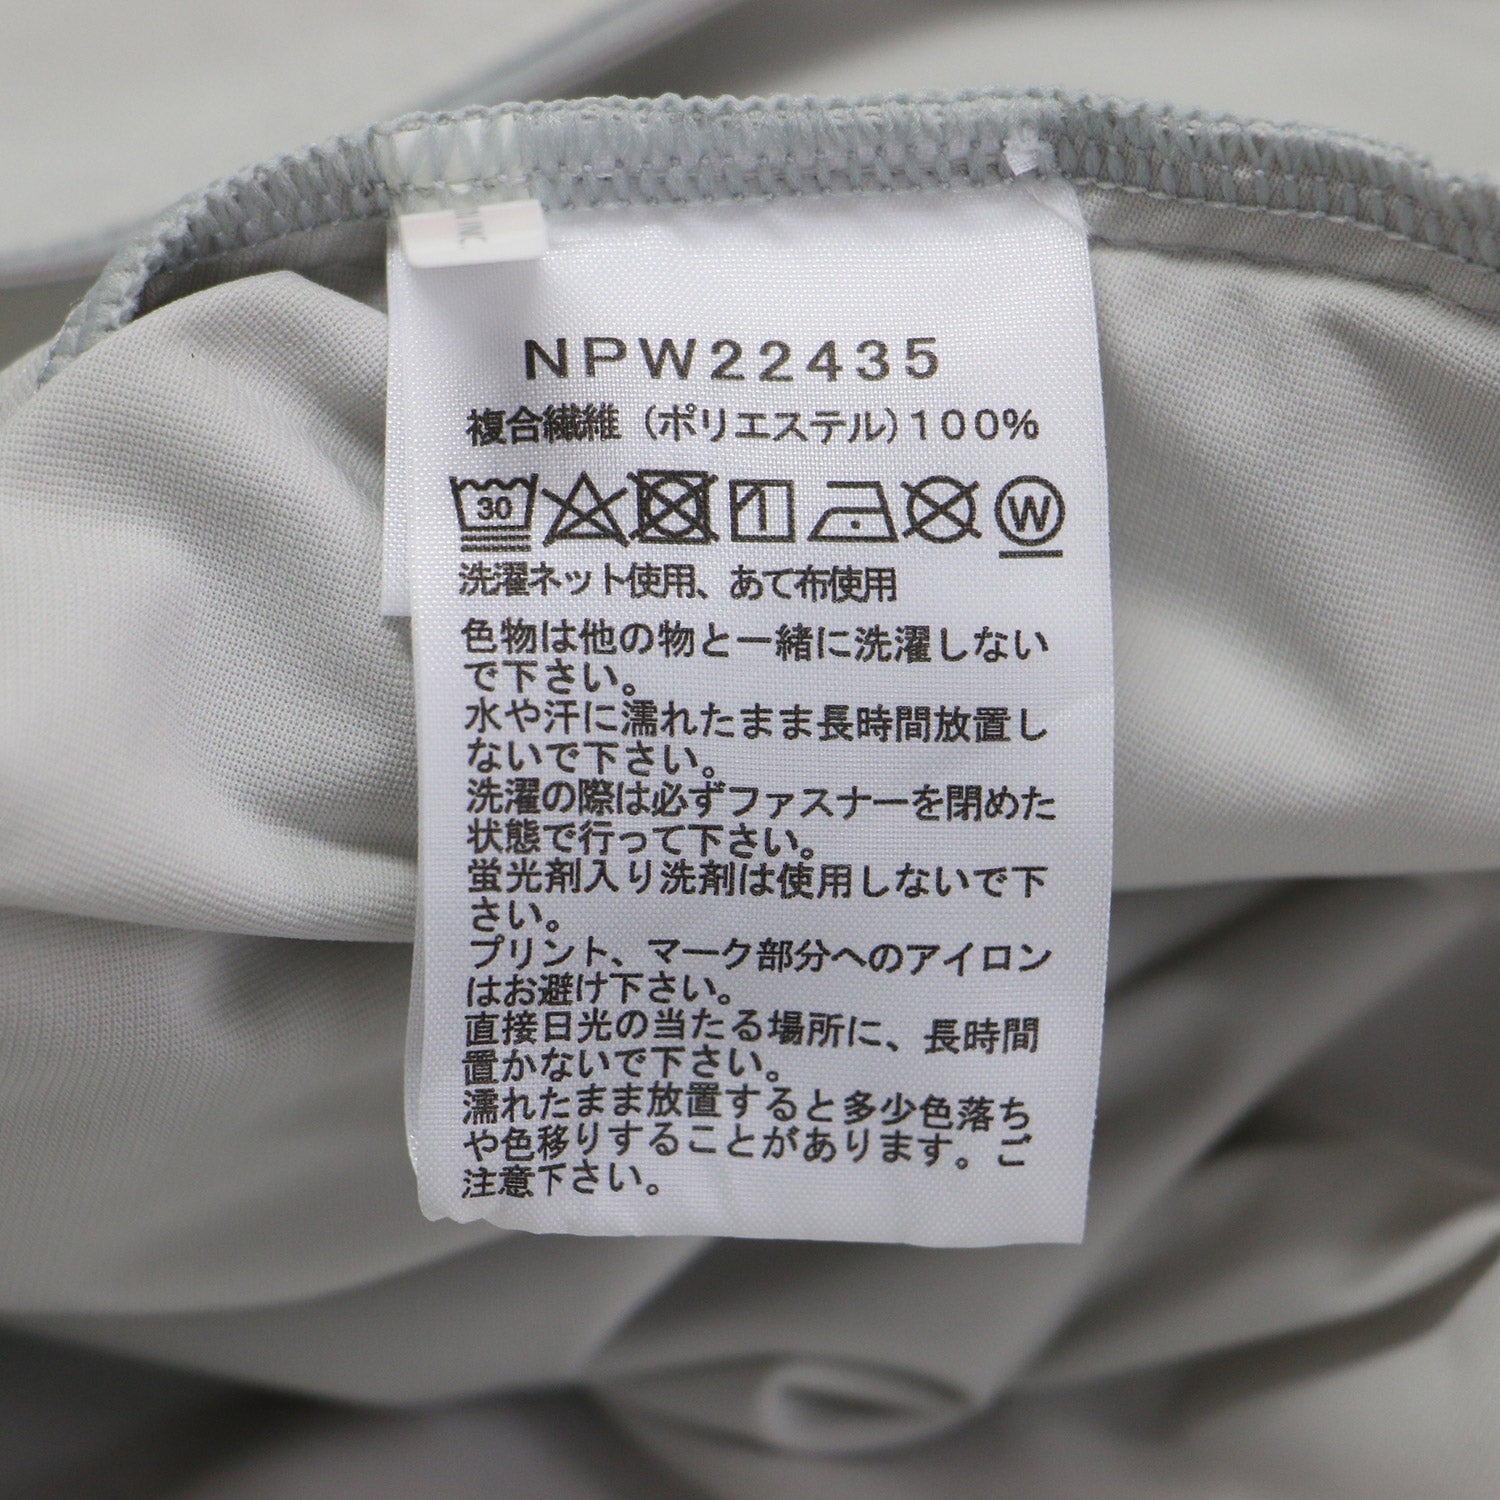 NPW22435
複合繊維(ポリエステル)100%
30 W
洗濯ネット使用、あて布使用
色物は他の物と一緒に洗濯しない
で下さい。
水や汗に濡れたまま長時間放置し
ないで下さい。
洗濯の際は必ずファスナーを閉めた
状態で行って下さい。
蛍光剤入り洗剤は使用しないで下
さい。
プリント、マーク部分へのアイロン
はお避け下さい。
直接日光の当たる場所に、長時間
置かないで下さい。
濡れたまま放置すると多少色落ち
や色移りすることがあります。ご
注意下さい。